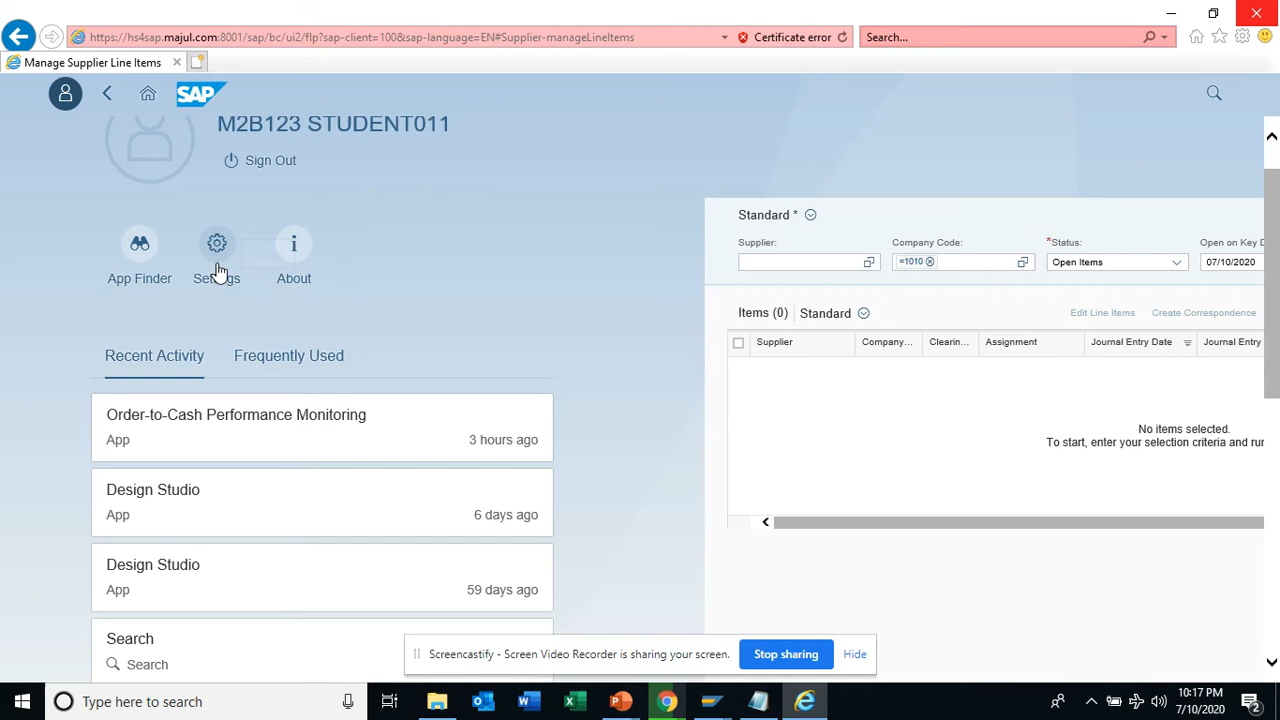 https://hs4sap.majul.com:8001/sap/bc/ui2/flp?sap-client=100&sap-language=EN#Supplier-manageLineItems
Certificate error
Search...
Manage Supplier Line Items
SAP
M2B123 STUDENT011
Sign Out
App Finder
Settings
About
Recent Activity
Frequently Used
Order-to-Cash Performance Monitoring
App
3 hours ago
Design Studio
App
6 days ago
Design Studio
App
59 days ago
Search
Search
Standard *
Supplier:
Company Code:
*Status:
Open on Key D
=1010
Open Items
07/10/2020
Items (0)
Standard
Edit Line Items
Create Correspondence
Supplier
Company...
Clearin...
Assignment
Journal Entry Date
Journal Entry
No items selected.
To start, enter your selection criteria and run
Screencastify - Screen Video Recorder is sharing your screen.
Stop sharing
Hide
Type here to search
10:17 PM
7/10/2020
2